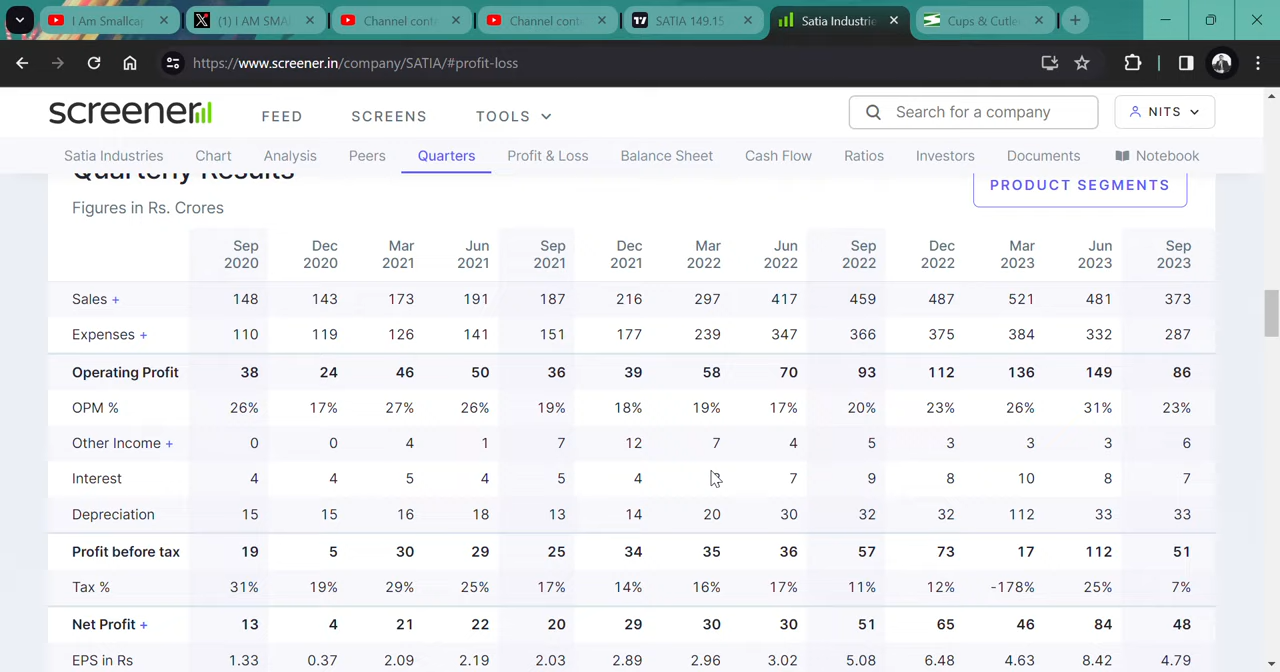 I Am Smallca
(1) I AM SMA
Channel conte
Channel conte
SATIA 149.15
Satia Industrie
Cups & Cutle
https://www.screener.in/company/SATIA/#profit-loss
screener
FEED
SCREENS
TOOLS
Search for a company
NITS
Satia Industries Chart Analysis Peers Quarters Profit & Loss Balance Sheet Cash Flow Ratios Investors Documents Notebook
Quarterly Results
PRODUCT SEGMENTS
Figures in Rs. Crores
Sep Dec Mar Jun Sep Dec Mar Jun Sep Dec Mar Jun Sep
2020 2020 2021 2021 2021 2021 2022 2022 2022 2022 2023 2023 2023
Sales + 148 143 173 191 187 216 297 417 459 487 521 481 373
Expenses + 110 119 126 141 151 177 239 347 366 375 384 332 287
Operating Profit 38 24 46 50 36 39 58 70 93 112 136 149 86
OPM % 26% 17% 27% 26% 19% 18% 19% 17% 20% 23% 26% 31% 23%
Other Income + 0 0 4 1 7 12 7 4 5 3 3 3 6
Interest 4 4 5 4 5 4 7 9 8 10 8 7
Depreciation 15 15 16 18 13 14 20 30 32 32 112 33 33
Profit before tax 19 5 30 29 25 34 35 36 57 73 17 112 51
Tax % 31% 19% 29% 25% 17% 14% 16% 17% 11% 12% -178% 25% 7%
Net Profit + 13 4 21 22 20 29 30 30 51 65 46 84 48
EPS in Rs 1.33 0.37 2.09 2.19 2.03 2.89 2.96 3.02 5.08 6.48 4.63 8.42 4.79